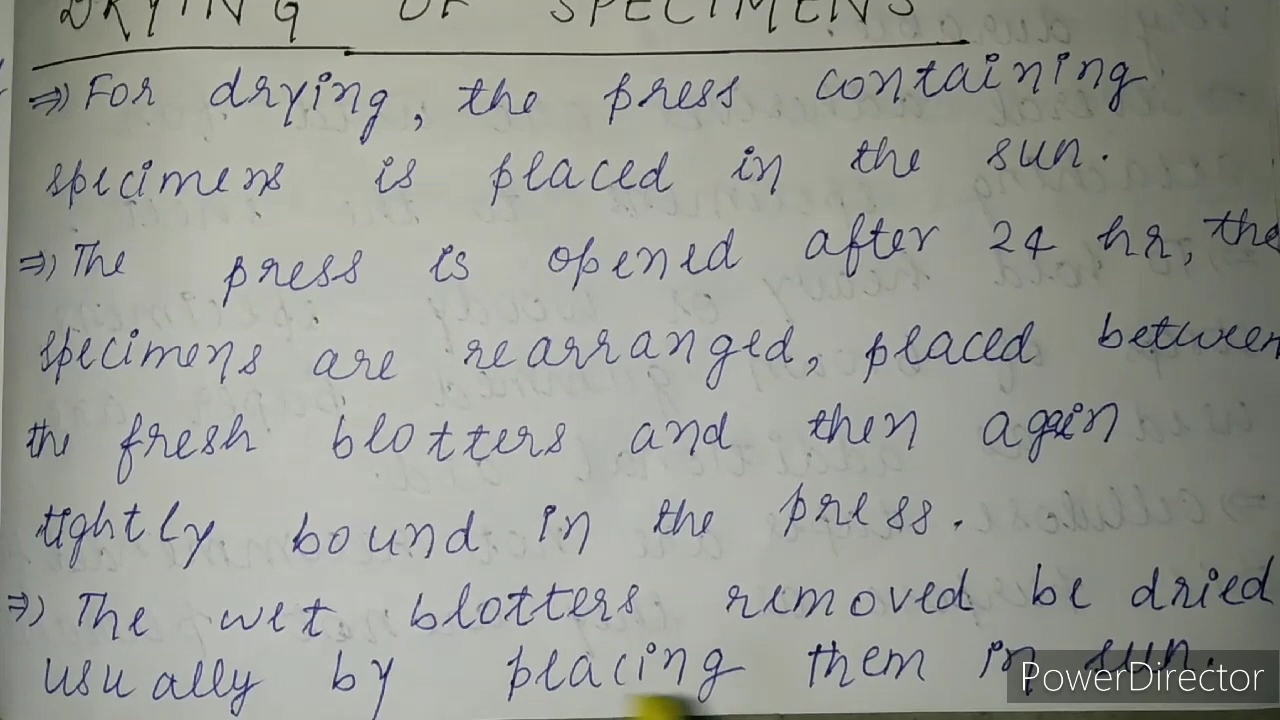 DRYING OF SPECIMENS
⇒) For drying, the press containing
specimens is placed in the sun.
⇒) The press is opened after 24 hr, the
specimens are rearranged, placed between
the fresh blotters and then again
tightly bound in the press.
⇒) The wet blotters removed be dried
usually by placing them in sun.
PowerDirector